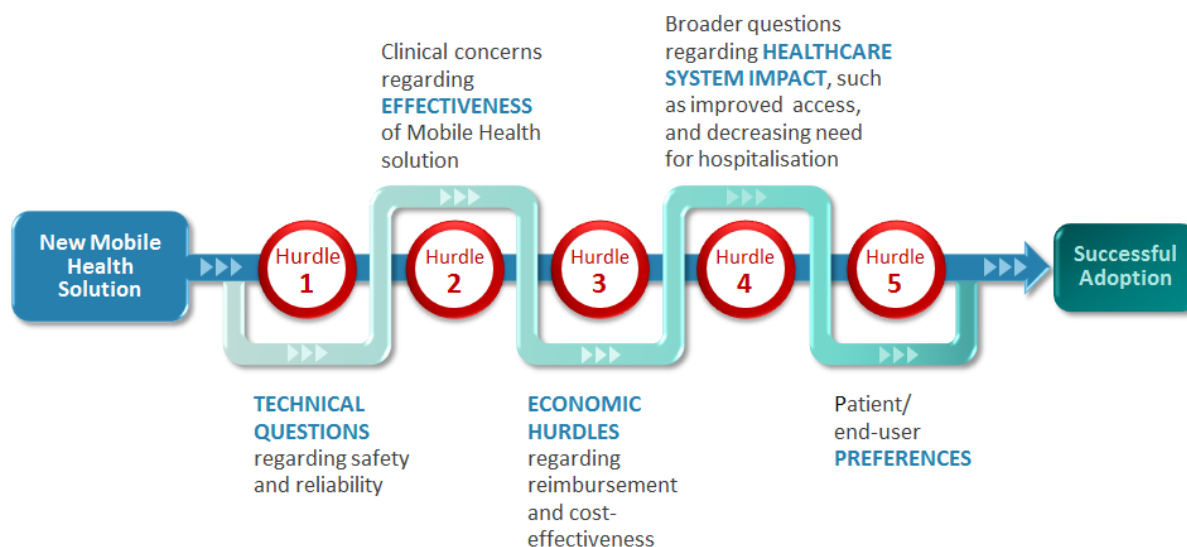 Clinical concerns
regarding
EFFECTIVENESS
of Mobile Health
solution
Broader questions
regarding HEALTHCARE
SYSTEM IMPACT, such
as improved access,
and decreasing need
for hospitalisation
New Mobile
Health
Solution
Hurdle
1
Hurdle
2
Hurdle
3
Hurdle
4
Hurdle
5
Successful
Adoption
TECHNICAL
QUESTIONS
regarding safety
and reliability
ECONOMIC
HURDLES
regarding
reimbursement
and cost-
effectiveness
Patient/
end-user
PREFERENCES